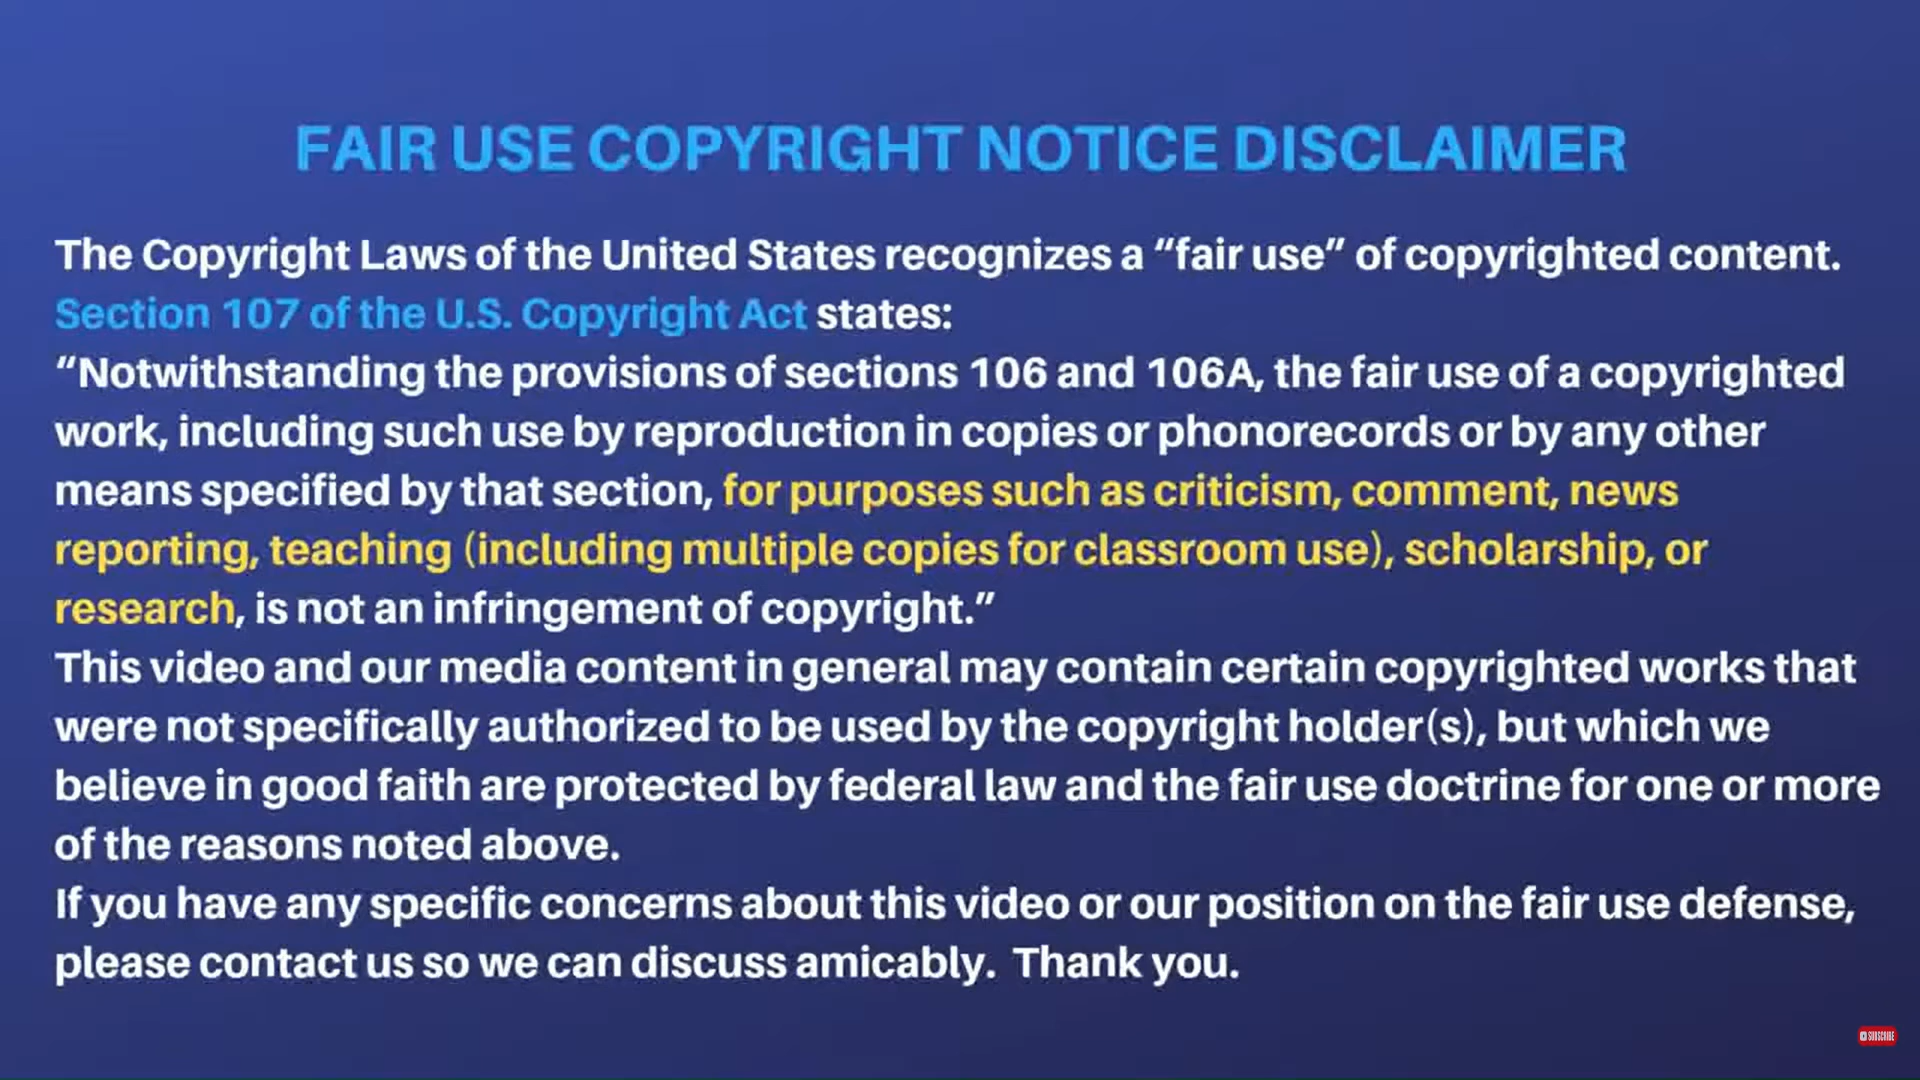 FAIR USE COPYRIGHT NOTICE DISCLAIMER
The Copyright Laws of the United States recognizes a “fair use” of copyrighted content.
Section 107 of the U.S. Copyright Act states:
“Notwithstanding the provisions of sections 106 and 106A, the fair use of a copyrighted
work, including such use by reproduction in copies or phonorecords or by any other
means specified by that section, for purposes such as criticism, comment, news
reporting, teaching (including multiple copies for classroom use), scholarship, or
research, is not an infringement of copyright.”
This video and our media content in general may contain certain copyrighted works that
were not specifically authorized to be used by the copyright holder(s), but which we
believe in good faith are protected by federal law and the fair use doctrine for one or more
of the reasons noted above.
If you have any specific concerns about this video or our position on the fair use defense,
please contact us so we can discuss amicably.  Thank you.
SUBSCRIBE